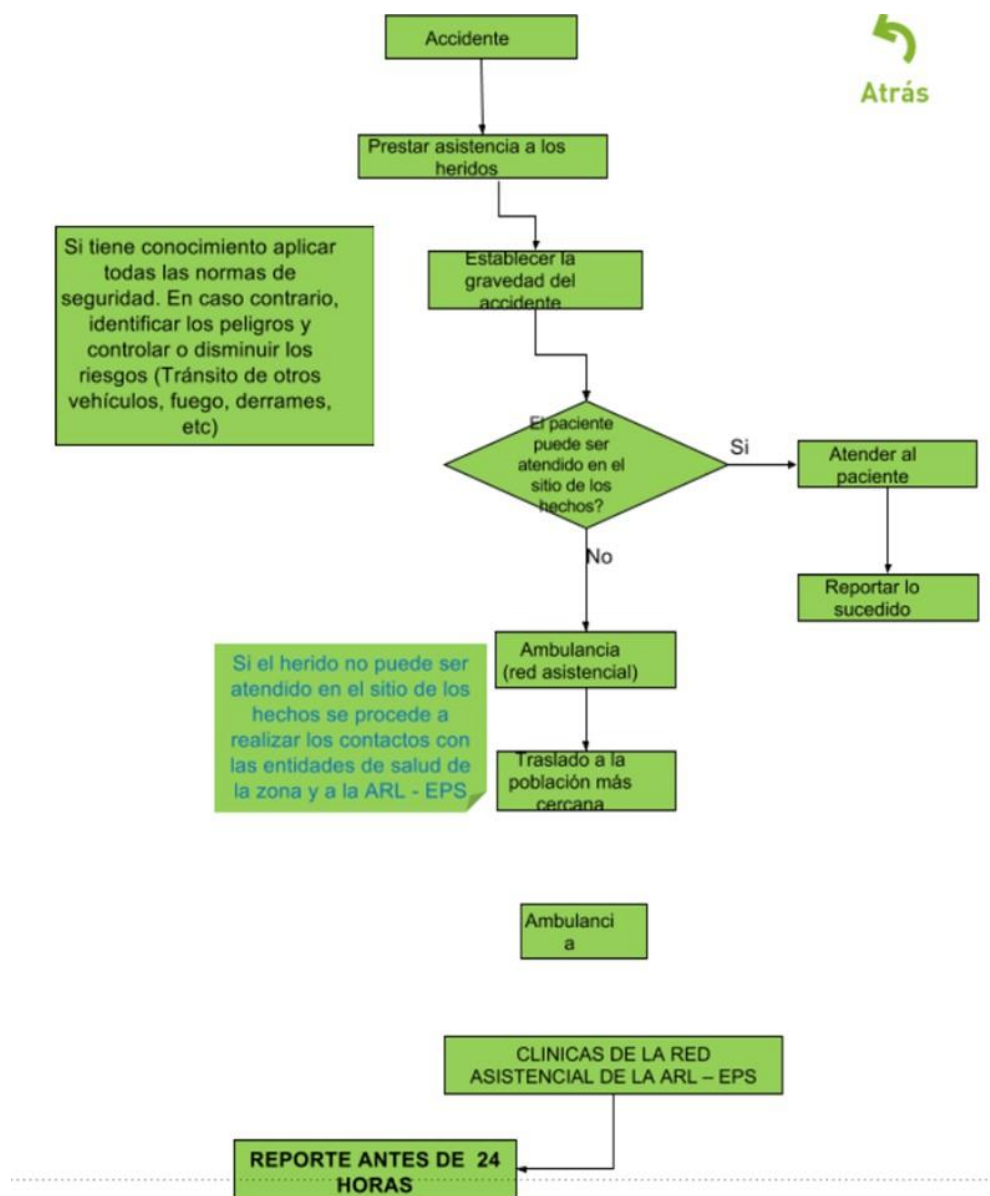 Accidente
Atrás
Prestar asistencia a los
heridos
Si tiene conocimiento aplicar
todas las normas de
seguridad. En caso contrario,
identificar los peligros y
controlar o disminuir los
riesgos (Tránsito de otros
vehículos, fuego, derrames,
etc)
Establecer la
gravedad del
accidente
El paciente
puede ser
atendido en el
sitio de los
hechos?
Si
Atender al
paciente
No
Reportar lo
sucedido
Si el herido no puede ser
atendido en el sitio de los
hechos se procede a
realizar los contactos con
las entidades de salud de
la zona y a la ARL - EPS
Ambulancia
(red asistencial)
Traslado a la
población más
cercana
Ambulanci
a
CLINICAS DE LA RED
ASISTENCIAL DE LA ARL – EPS
REPORTE ANTES DE 24
HORAS